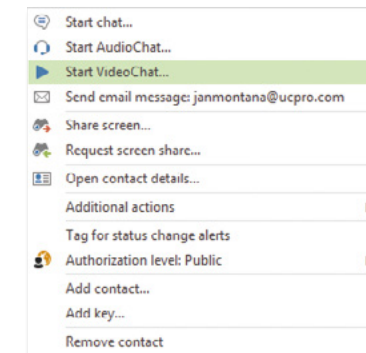 Start chat...
Start AudioChat...
Start VideoChat...
Send email message: janmontana@ucpro.com
Share screen...
Request screen share...
Open contact details...
Additional actions
Tag for status change alerts
Authorization level: Public
Add contact...
Add key...
Remove contact